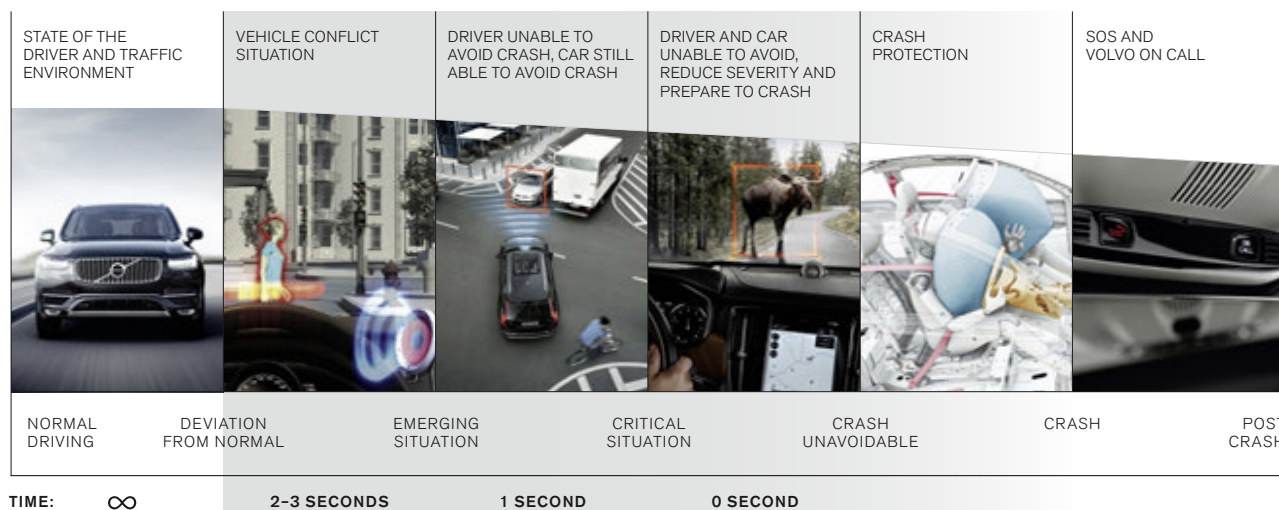 STATE OF THE
DRIVER AND TRAFFIC
ENVIRONMENT
VEHICLE CONFLICT
SITUATION
DRIVER UNABLE TO
AVOID CRASH, CAR STILL
ABLE TO AVOID CRASH
DRIVER AND CAR
UNABLE TO AVOID,
REDUCE SEVERITY AND
PREPARE TO CRASH
CRASH
PROTECTION
SOS AND
VOLVO ON CALL
NORMAL
DRIVING
DEVIATION
FROM NORMAL
EMERGING
SITUATION
CRITICAL
SITUATION
CRASH
UNAVOIDABLE
CRASH
POST
CRASH
TIME: ∞ 2–3 SECONDS 1 SECOND 0 SECOND